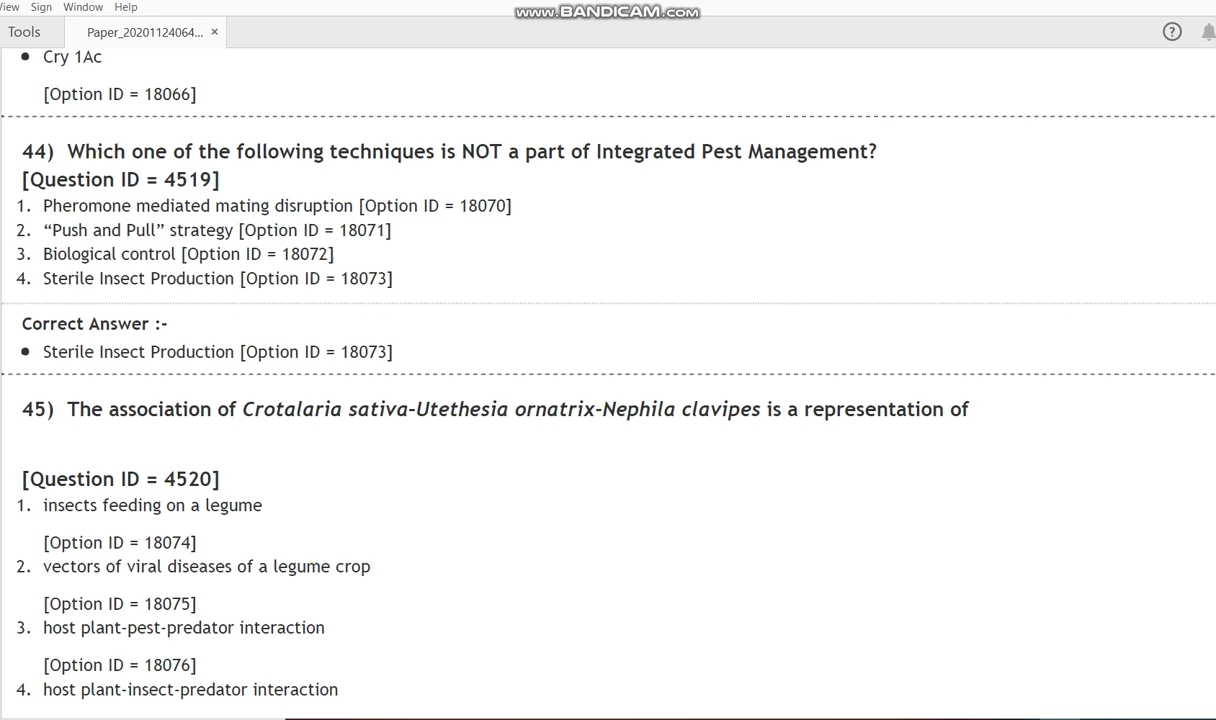 View Sign Window Help
www.BANDICAM.com
Tools Paper_20201124064... ×
• Cry 1Ac
[Option ID = 18066]
44) Which one of the following techniques is NOT a part of Integrated Pest Management?
[Question ID = 4519]
1. Pheromone mediated mating disruption [Option ID = 18070]
2. “Push and Pull” strategy [Option ID = 18071]
3. Biological control [Option ID = 18072]
4. Sterile Insect Production [Option ID = 18073]
Correct Answer :-
• Sterile Insect Production [Option ID = 18073]
45) The association of Crotalaria sativa-Utethesia ornatrix-Nephila clavipes is a representation of
[Question ID = 4520]
1. insects feeding on a legume
[Option ID = 18074]
2. vectors of viral diseases of a legume crop
[Option ID = 18075]
3. host plant-pest-predator interaction
[Option ID = 18076]
4. host plant-insect-predator interaction